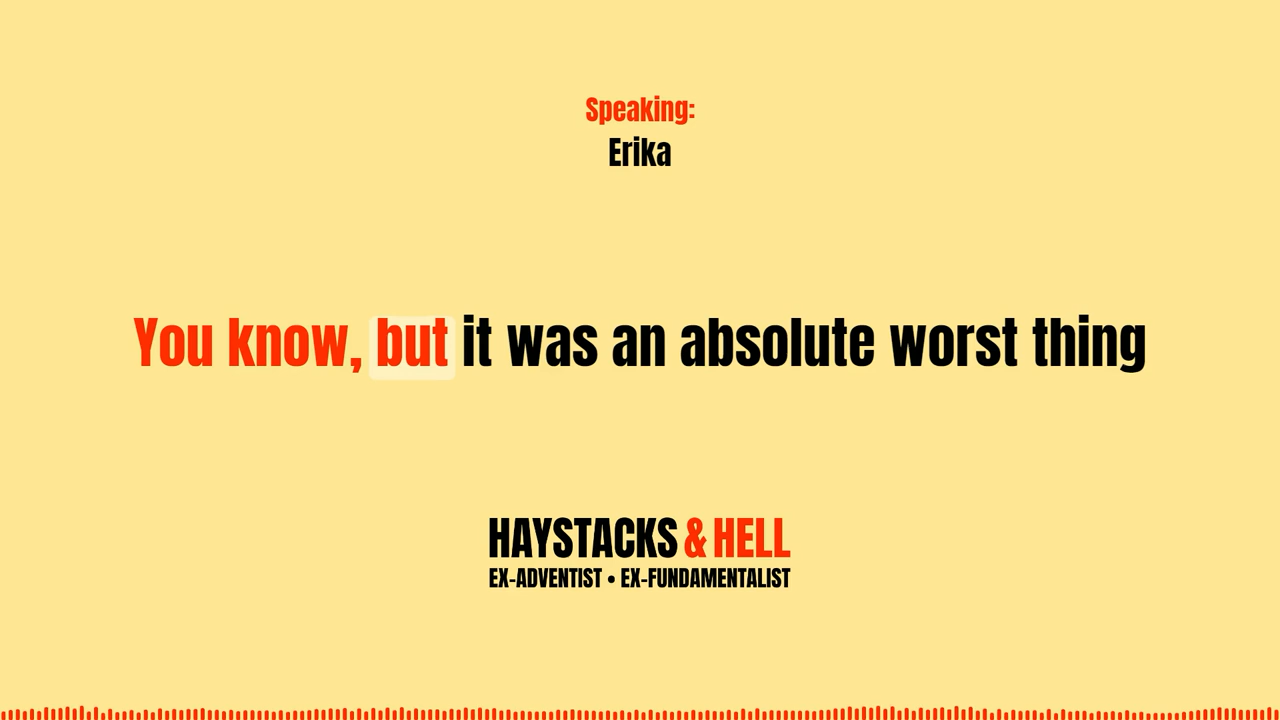 Speaking:
Erika
You know, but it was an absolute worst thing
HAYSTACKS & HELL
EX-ADVENTIST • EX-FUNDAMENTALIST